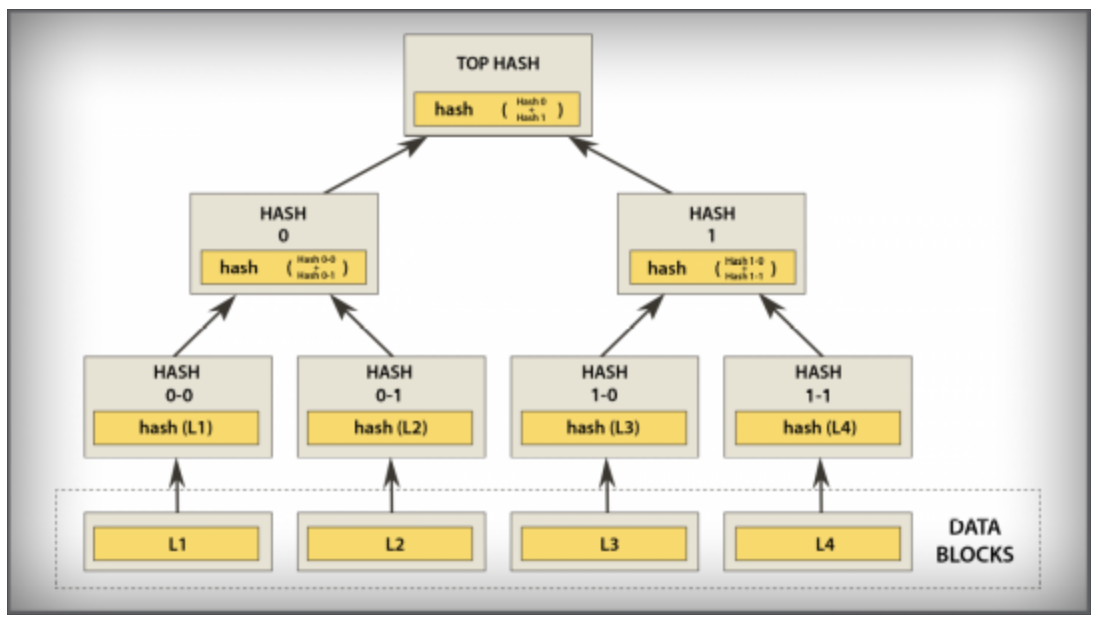 TOP HASH
hash ( Hash 0 + Hash 1 )
HASH
0
hash ( Hash 0-0 + Hash 0-1 )
HASH
1
hash ( Hash 1-0 + Hash 1-1 )
HASH
0-0
hash (L1)
HASH
0-1
hash (L2)
HASH
1-0
hash (L3)
HASH
1-1
hash (L4)
L1
L2
L3
L4
DATA
BLOCKS